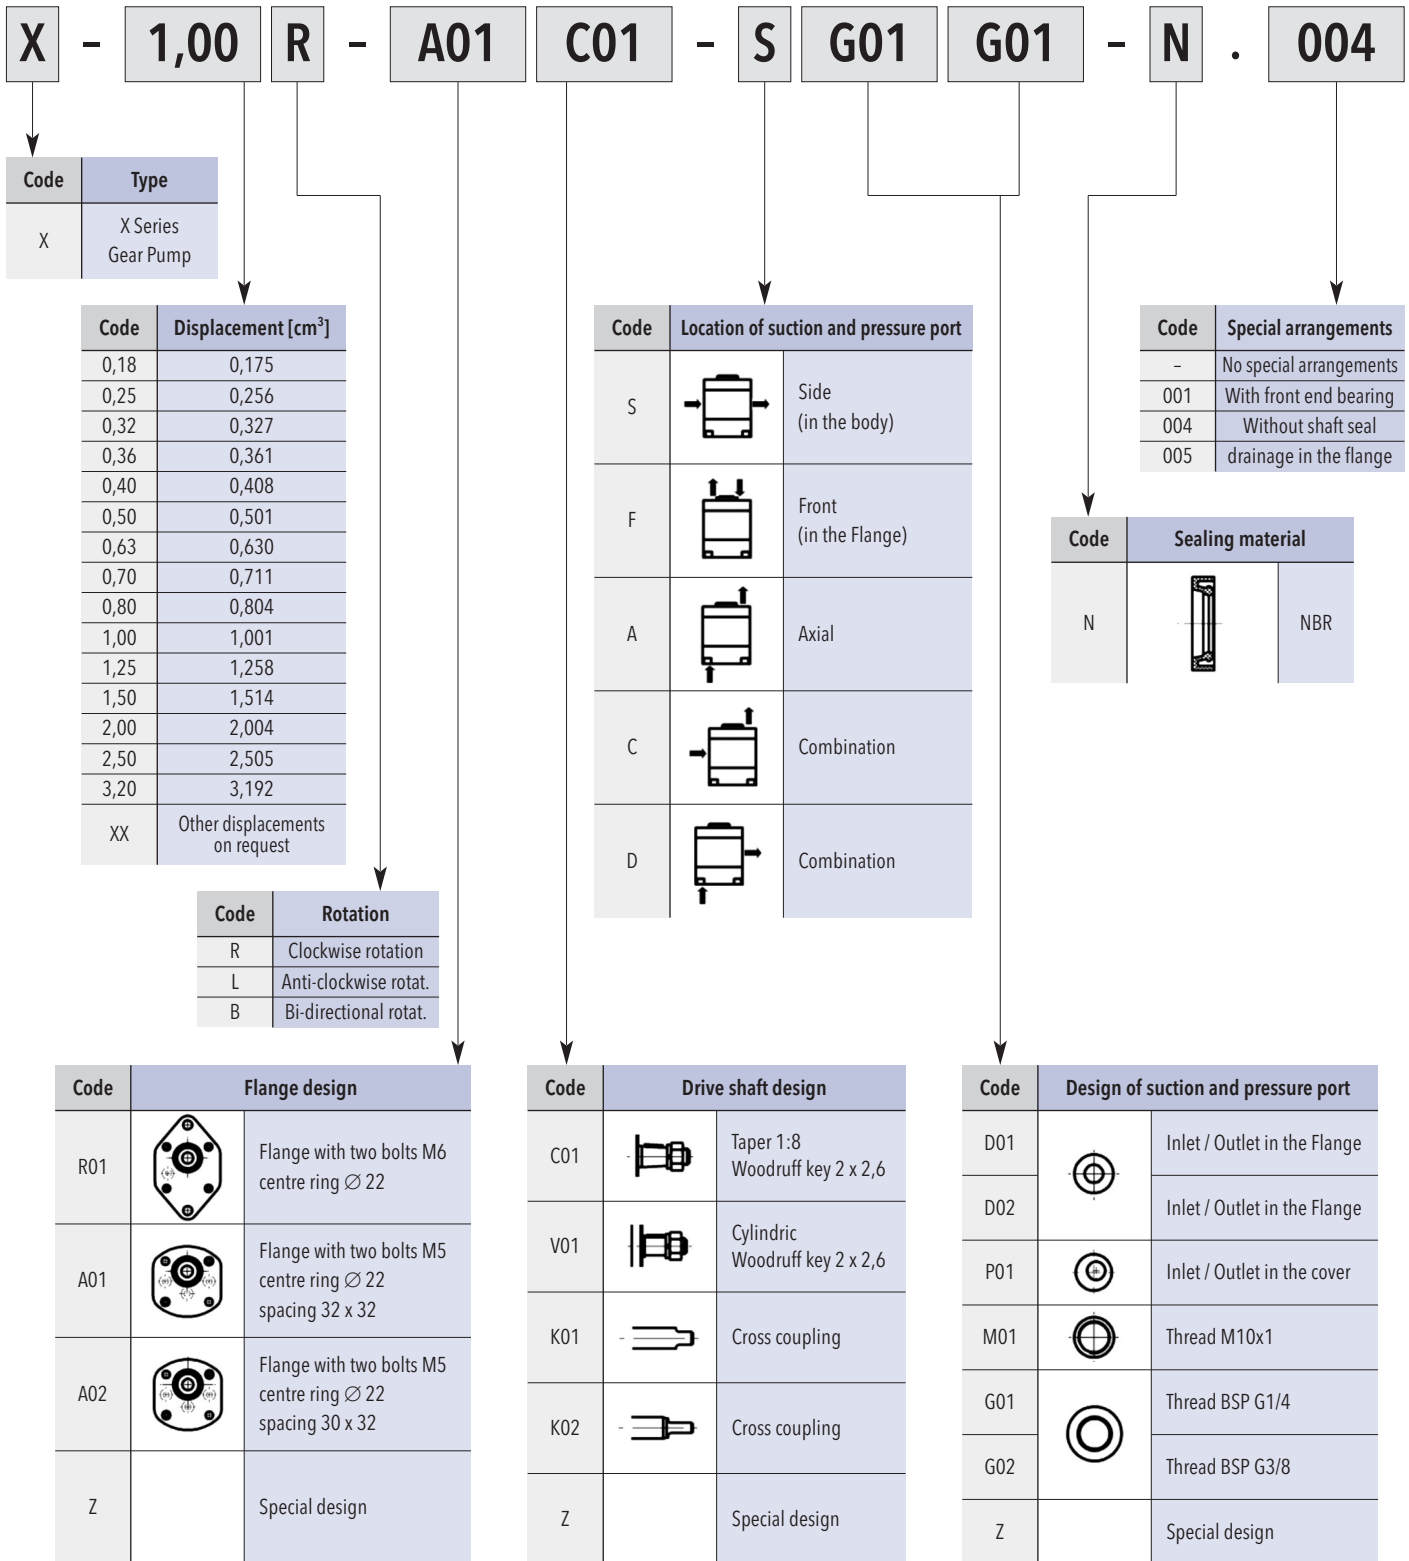 X – 1,00 R – A01 C01 – S G01 G01 – N . 004
Code Type
X X Series
Gear Pump
Code Displacement [cm³]
0,18 0,175
0,25 0,256
0,32 0,327
0,36 0,361
0,40 0,408
0,50 0,501
0,63 0,630
0,70 0,711
0,80 0,804
1,00 1,001
1,25 1,258
1,50 1,514
2,00 2,004
2,50 2,505
3,20 3,192
XX Other displacements
on request
Code Location of suction and pressure port
S Side
(in the body)
F Front
(in the Flange)
A Axial
C Combination
D Combination
Code Special arrangements
– No special arrangements
001 With front end bearing
004 Without shaft seal
005 drainage in the flange
Code Sealing material
N NBR
Code Rotation
R Clockwise rotation
L Anti-clockwise rotat.
B Bi-directional rotat.
Code Flange design
R01 Flange with two bolts M6
centre ring ∅ 22
A01 Flange with two bolts M5
centre ring ∅ 22
spacing 32 x 32
A02 Flange with two bolts M5
centre ring ∅ 22
spacing 30 x 32
Z Special design
Code Drive shaft design
C01 Taper 1:8
Woodruff key 2 x 2,6
V01 Cylindric
Woodruff key 2 x 2,6
K01 Cross coupling
K02 Cross coupling
Z Special design
Code Design of suction and pressure port
D01 Inlet / Outlet in the Flange
D02 Inlet / Outlet in the Flange
P01 Inlet / Outlet in the cover
M01 Thread M10x1
G01 Thread BSP G1/4
G02 Thread BSP G3/8
Z Special design